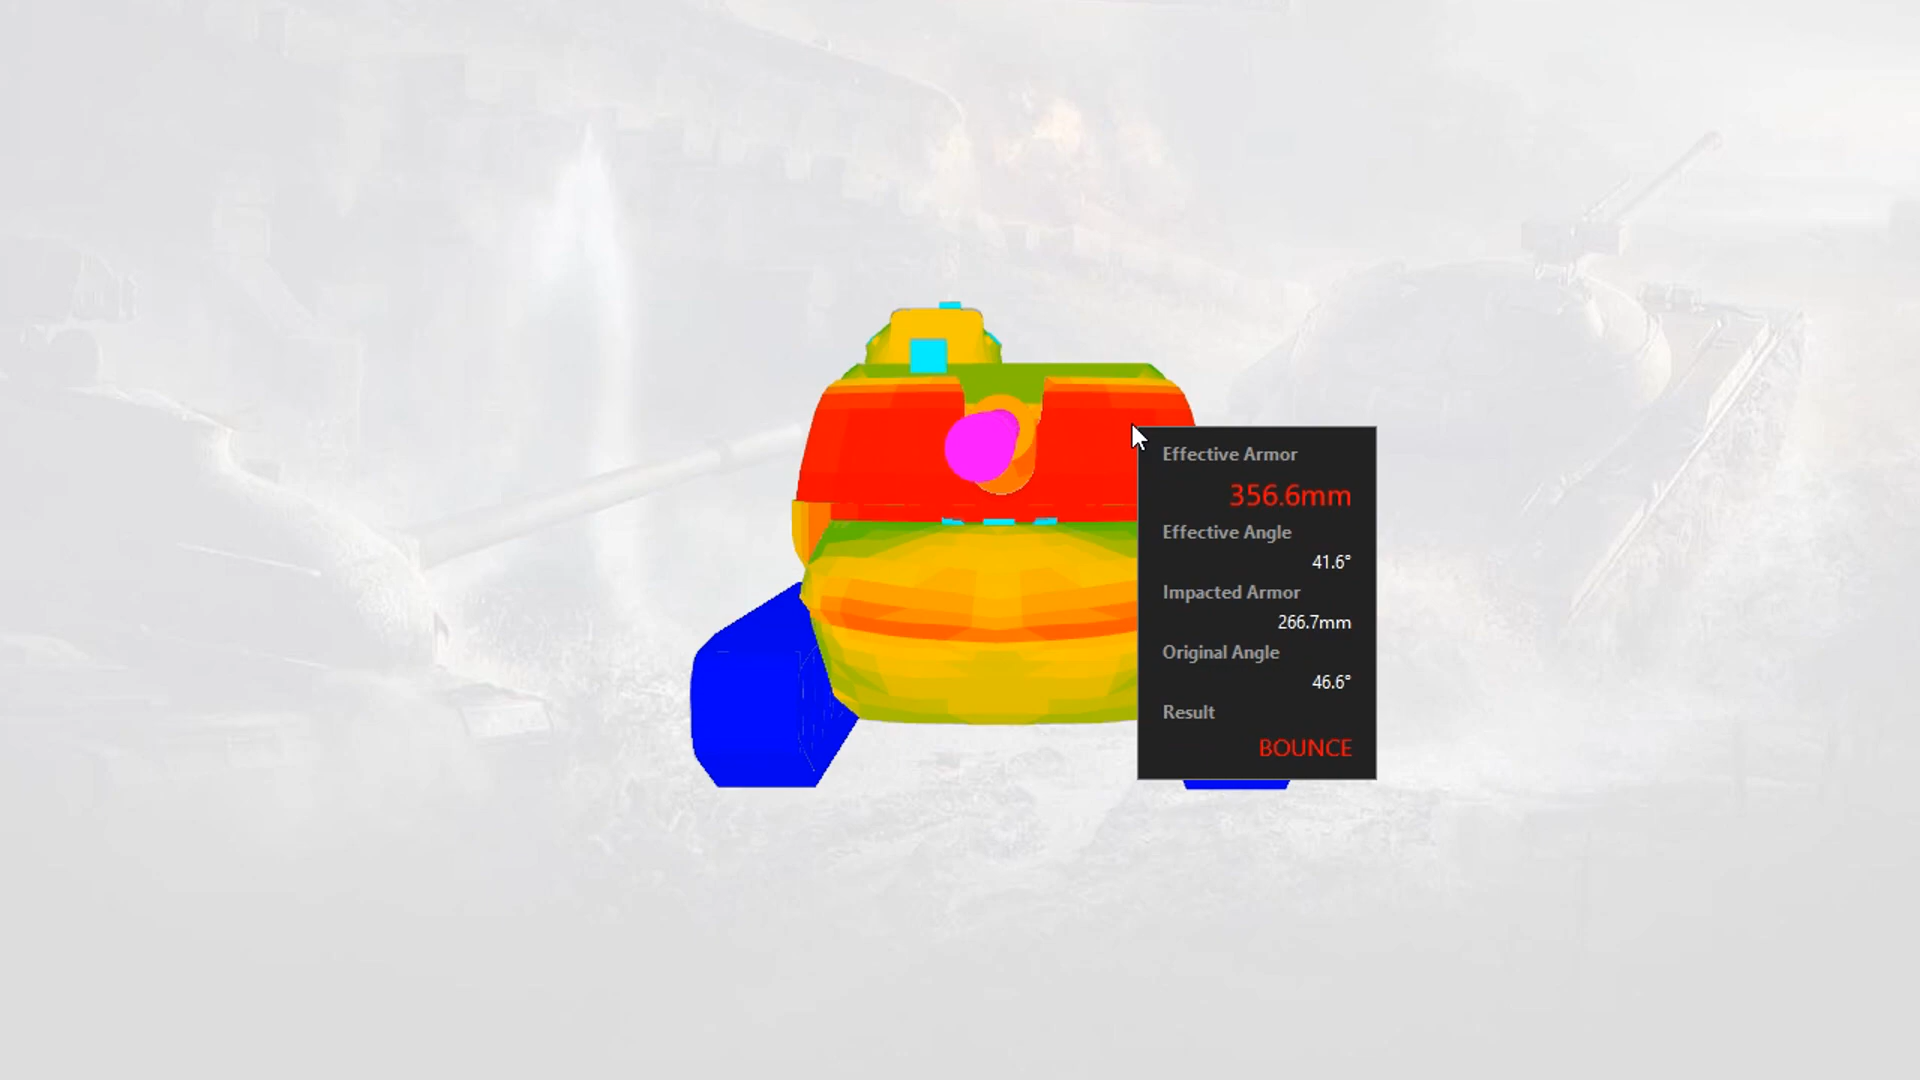 Effective Armor
356.6mm
Effective Angle
41.6°
Impacted Armor
266.7mm
Original Angle
46.6°
Result
BOUNCE